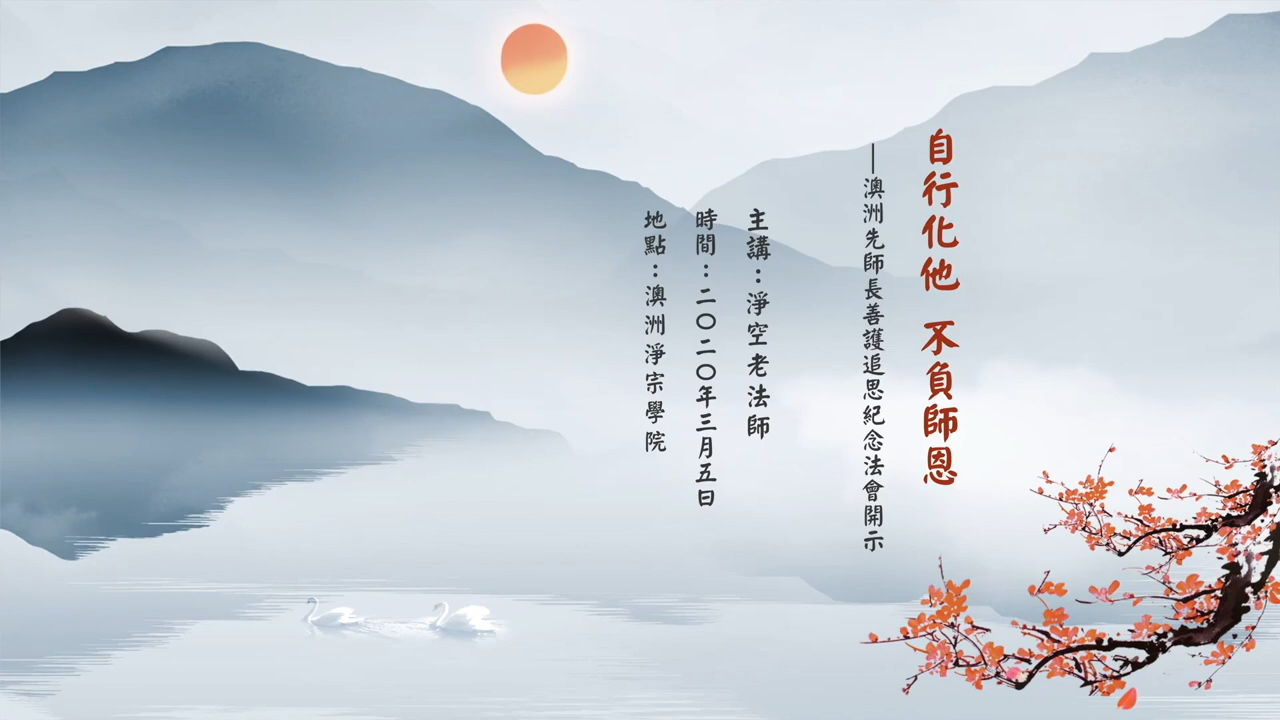 自行化他 不負師恩
—澳洲先師長善護追思紀念法會開示
主講：淨空老法師
時間：二〇二〇年三月五日
地點：澳洲淨宗學院